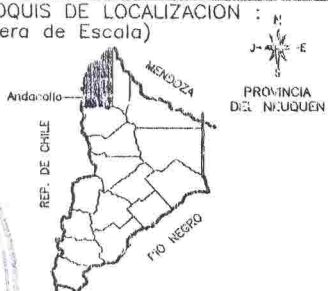 OQUIS DE LOCALIZACION :
era de Escala)
N
E
S
MENDOZA
Andacollo
PROVINCIA
DEL NEUQUEN
REP. DE CHILE
RIO NEGRO